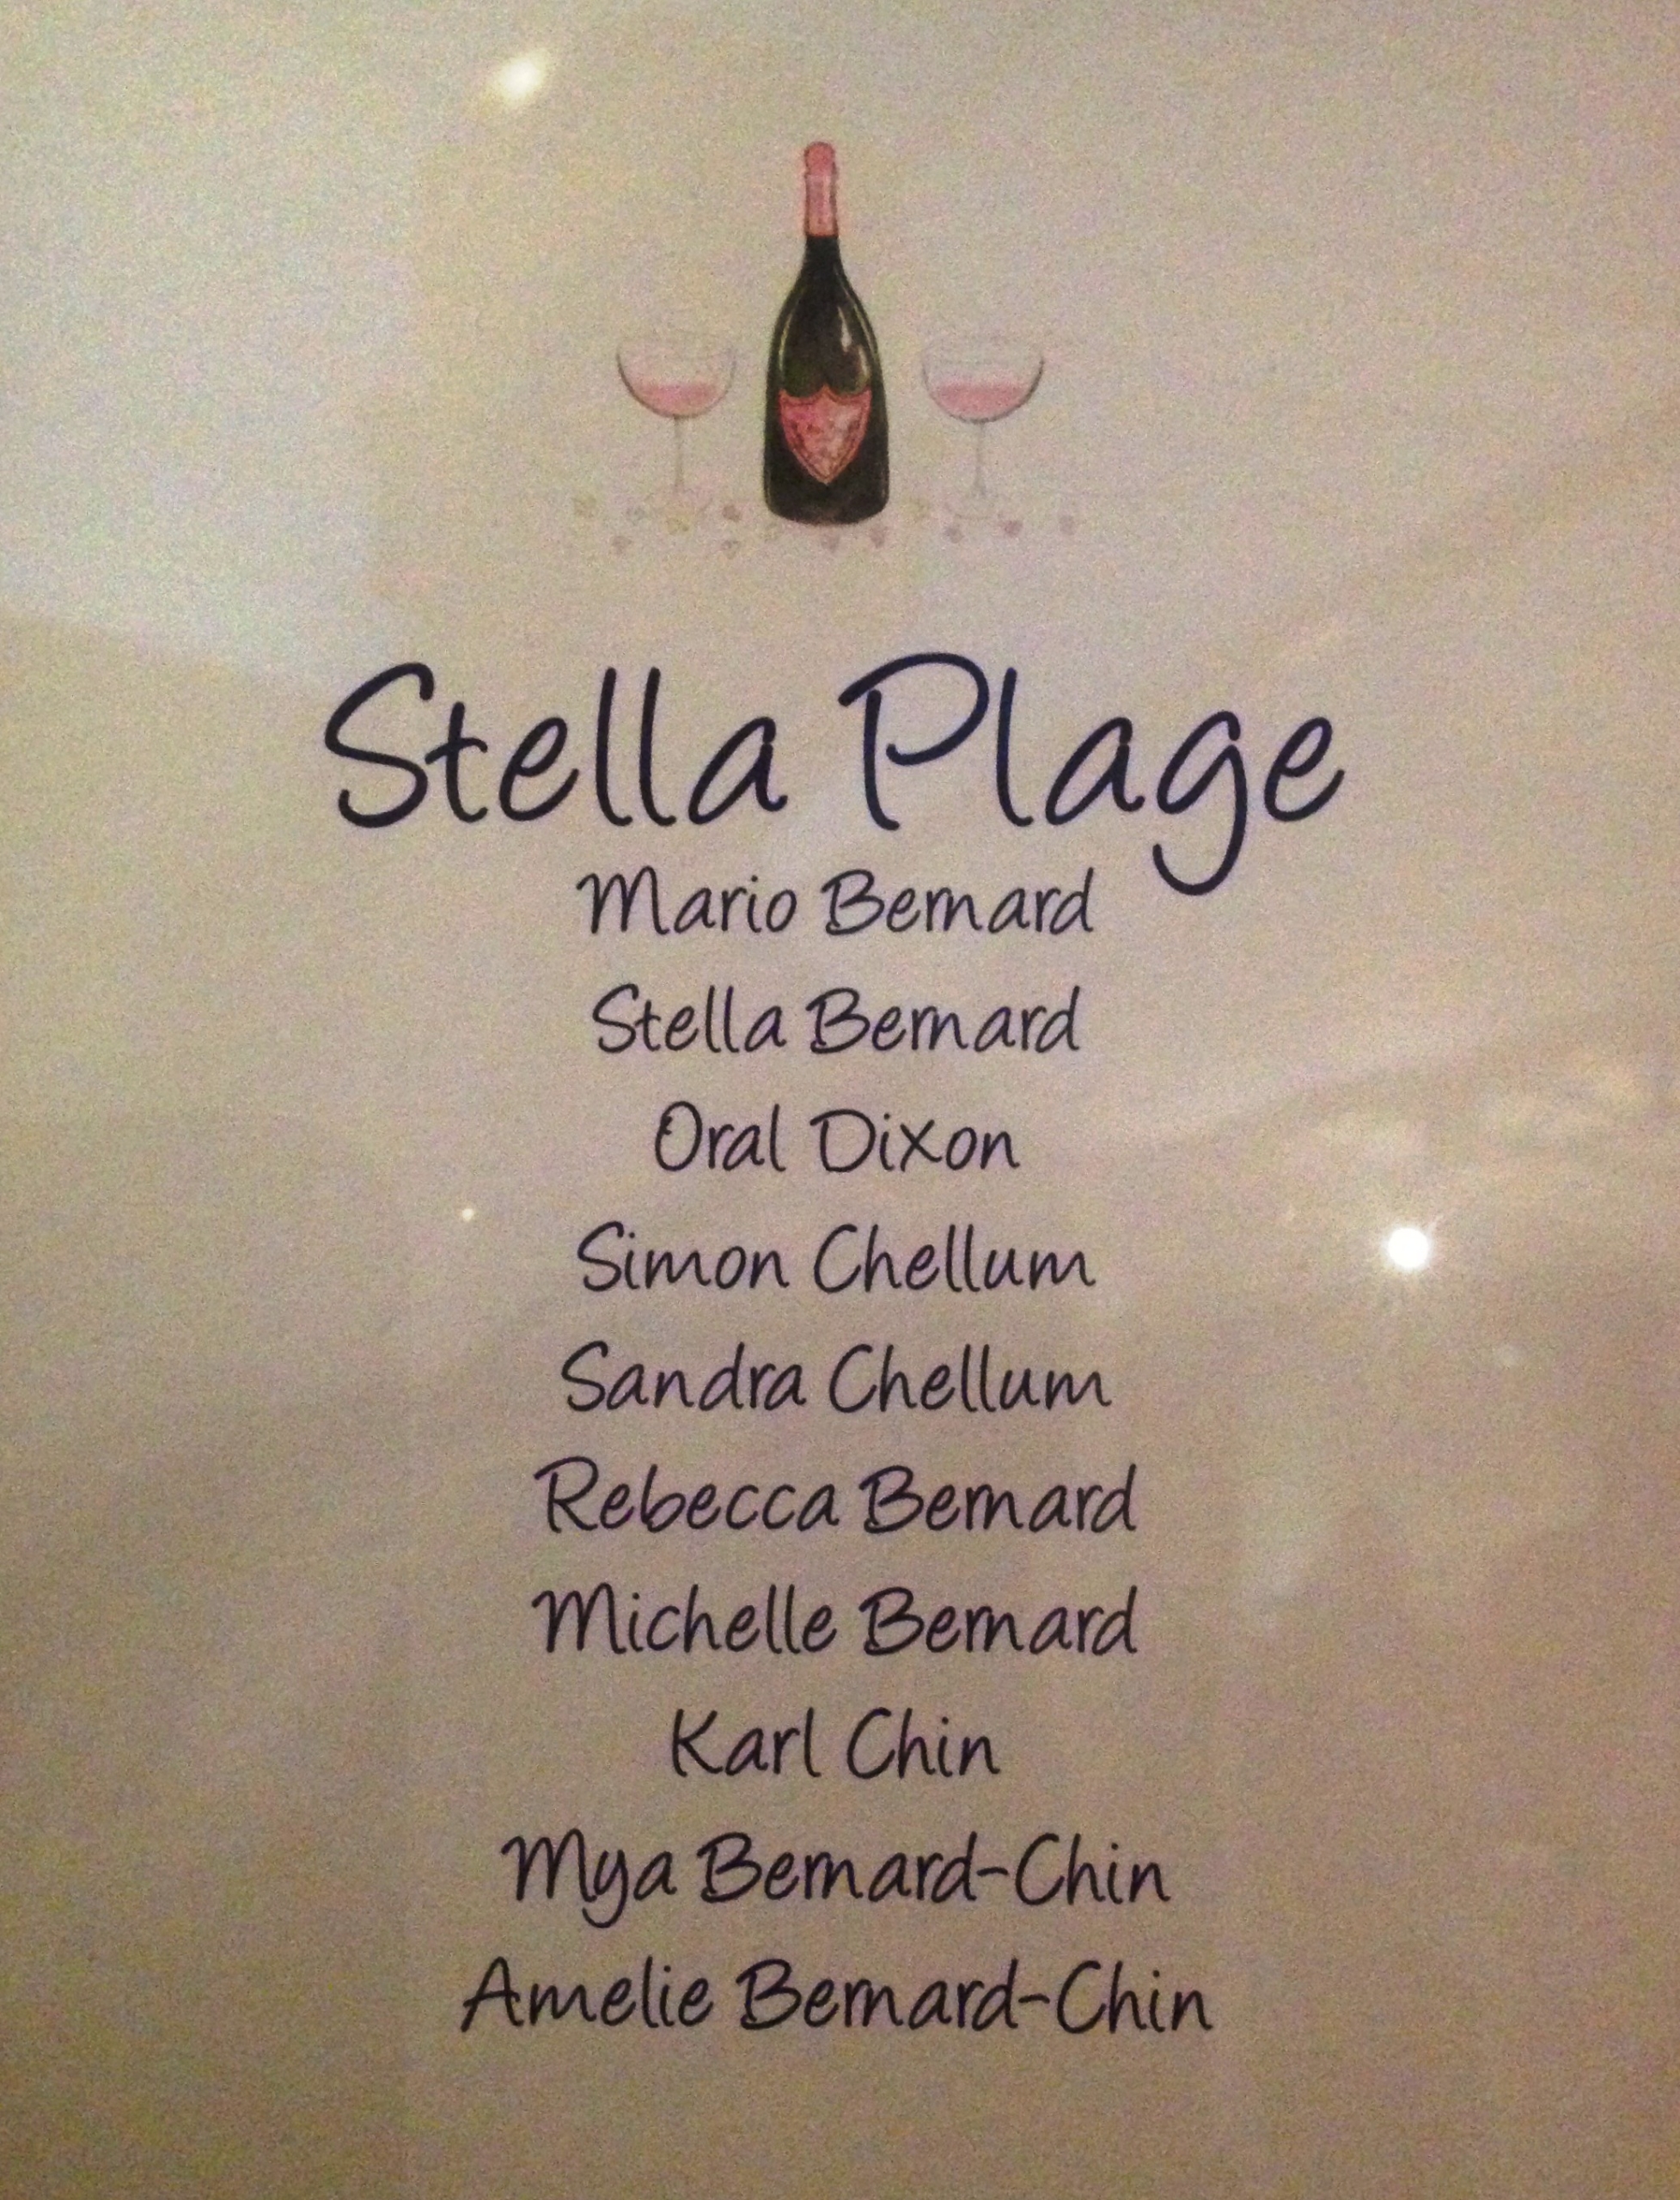 Stella Plage
Mario Bernard
Stella Bernard
Oral Dixon
Simon Chellum
Sandra Chellum
Rebecca Bernard
Michelle Bernard
Karl Chin
Mya Bernard-Chin
Amelie Bernard-Chin